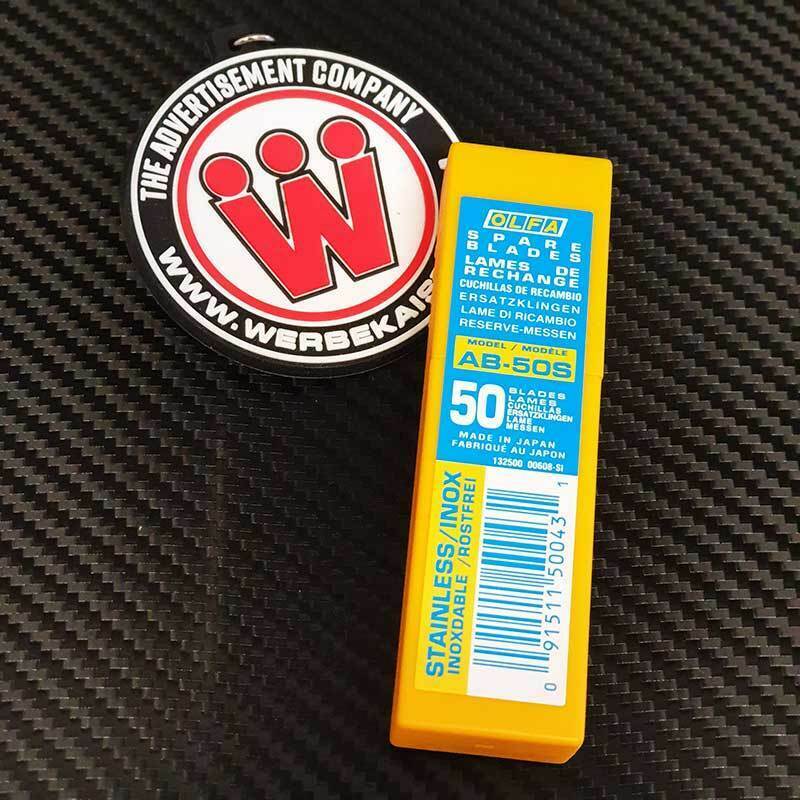 THE ADVERTISEMENT COMPANY
W
WWW.WERBEKAIS
OLFA
SPARE
BLADES
LAMES DE
RECHANGE
CUCHILLAS DE RECAMBIO
ERSATZKLINGEN
LAME DI RICAMBIO
RESERVE-MESSEN
MODEL / MODÈLE
AB-50S
50
BLADES
LAMES
CUCHILLAS
ERSATZKLINGEN
LAME
MESSEN
MADE IN JAPAN
FABRIQUÉ AU JAPON
132500 00608-SI
STAINLESS/INOX
INOXDABLE/ROSTFREI
0 91511 50043 1